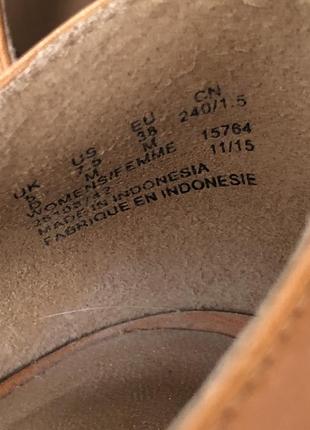 UK US EU CN
5 7.5 38 240/1.5
D M M 15764
WOMENS/FEMME 11/15
MADE IN INDONESIA
FABRIQUE EN INDONESIE